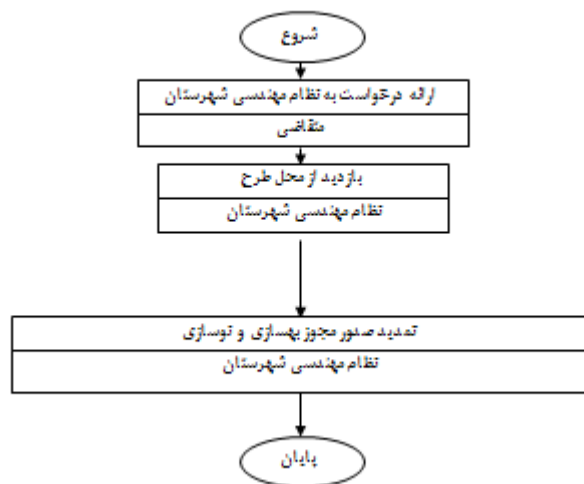 شروع
ارائه درخواست به نظام مهندسی شهرستان
متقاضی
بازدید از محل طرح
نظام مهندسی شهرستان
تمدید صدور مجوز بهسازی و نوسازی
نظام مهندسی شهرستان
پایان